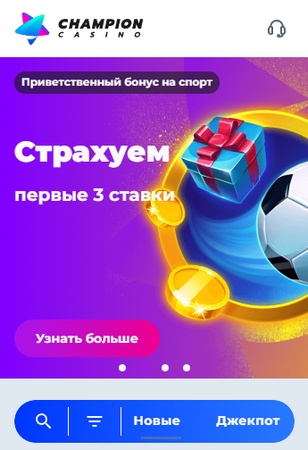 CHAMPION
CASINO
Приветственный бонус на спорт
Страхуем
первые 3 ставки
Узнать больше
Новые Джекпот